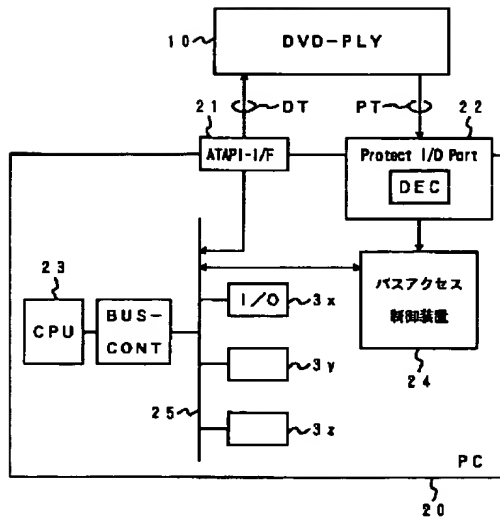 10
DVD-PLY
21
DT
PT
22
ATAPI-I/F
Protect I/D Port
DEC
23
CPU
BUS-
CONT
I/O
3x
バスアクセス
制御装置
3y
24
25
3z
PC
20